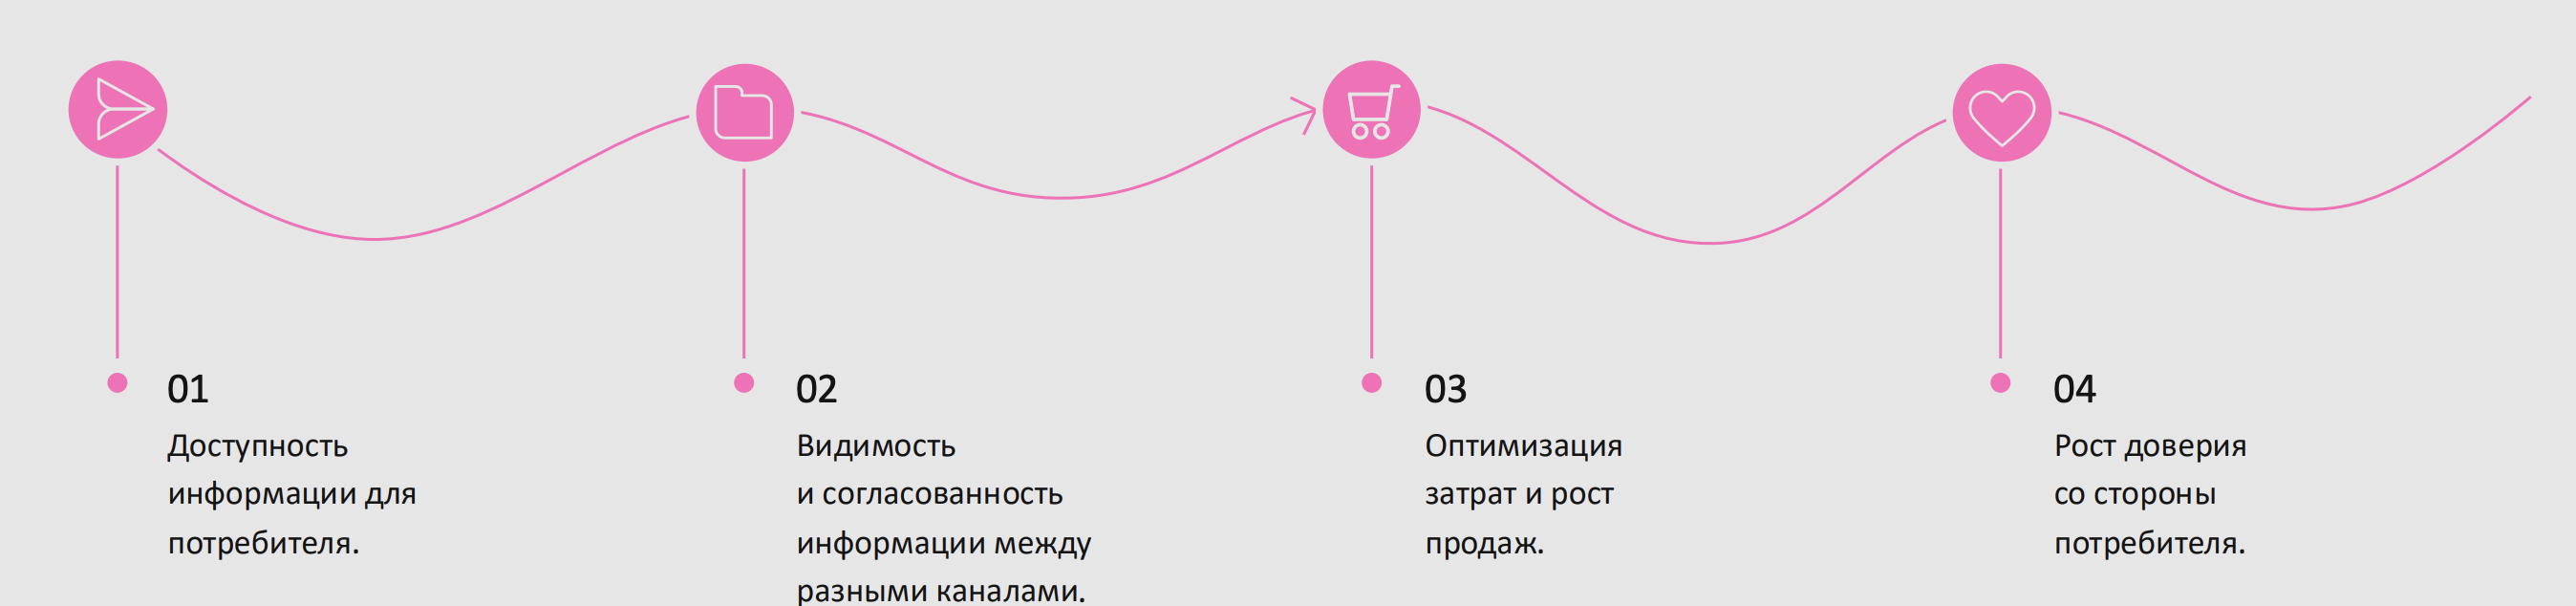 01
Доступность
информации для
потребителя.
02
Видимость
и согласованность
информации между
разными каналами.
03
Оптимизация
затрат и рост
продаж.
04
Рост доверия
со стороны
потребителя.